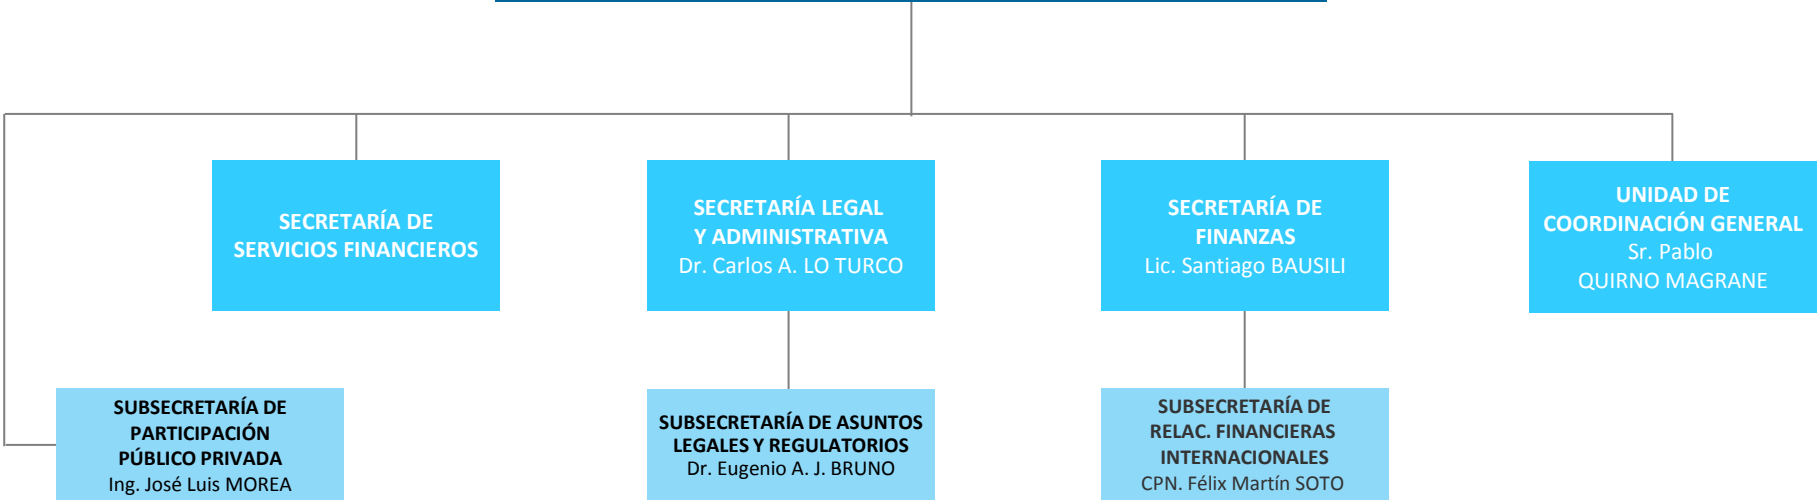 SECRETARÍA DE
SERVICIOS FINANCIEROS
SECRETARÍA LEGAL
Y ADMINISTRATIVA
Dr. Carlos A. LO TURCO
SECRETARÍA DE
FINANZAS
Lic. Santiago BAUSILI
UNIDAD DE
COORDINACIÓN GENERAL
Sr. Pablo
QUIRNO MAGRANE
SUBSECRETARÍA DE
PARTICIPACIÓN
PÚBLICO PRIVADA
Ing. José Luis MOREA
SUBSECRETARÍA DE ASUNTOS
LEGALES Y REGULATORIOS
Dr. Eugenio A. J. BRUNO
SUBSECRETARÍA DE
RELAC. FINANCIERAS
INTERNACIONALES
CPN. Félix Martín SOTO